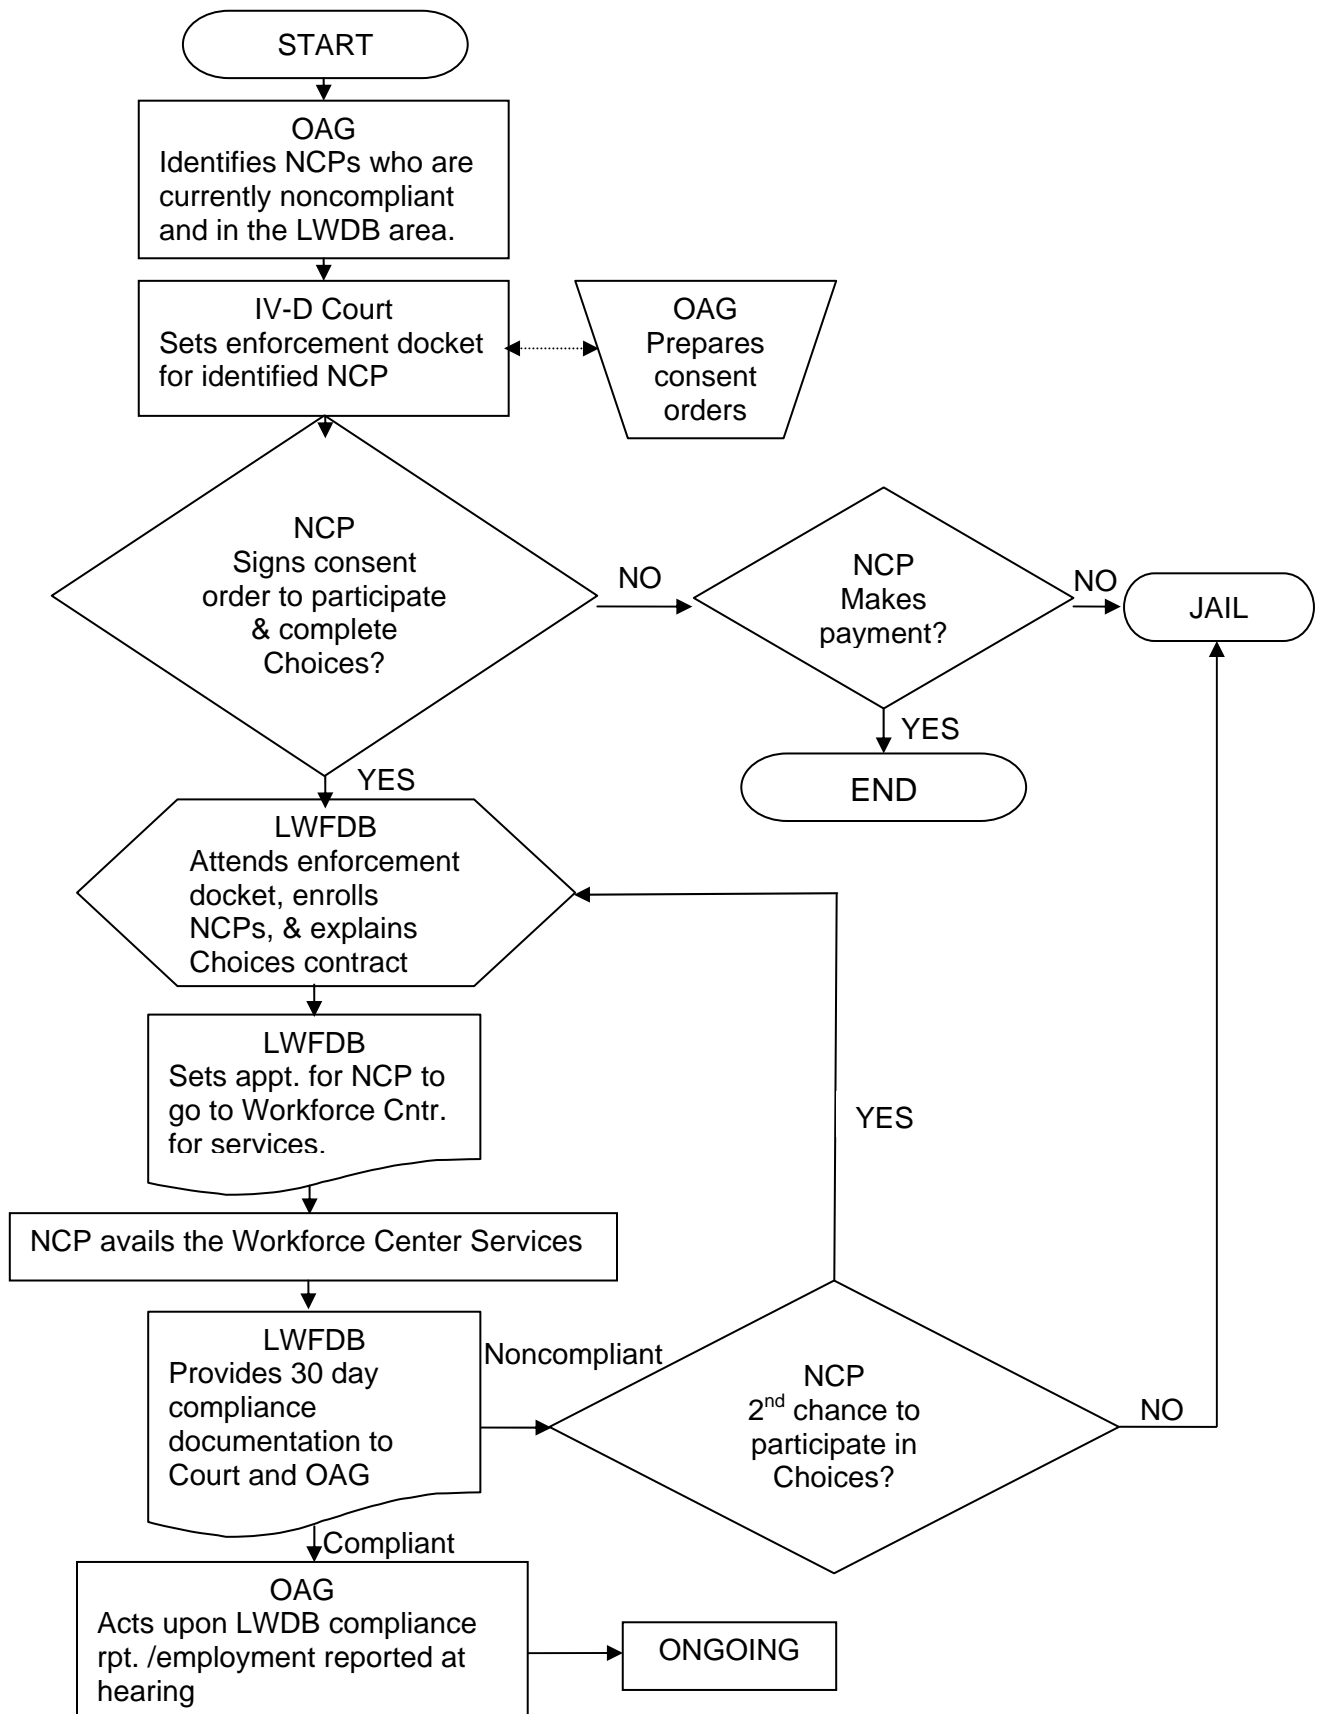 START
OAG
Identifies NCPs who are
currently noncompliant
and in the LWDB area.
IV-D Court
Sets enforcement docket
for identified NCP
OAG
Prepares
consent
orders
NCP
Signs consent
order to participate
& complete
Choices?
NO
NCP
Makes
payment?
NO
JAIL
YES
END
YES
LWFDB
Attends enforcement
docket, enrolls
NCPs, & explains
Choices contract
LWFDB
Sets appt. for NCP to
go to Workforce Cntr.
for services.
YES
NCP avails the Workforce Center Services
LWFDB
Provides 30 day
compliance
documentation to
Court and OAG
Noncompliant
NCP
2nd chance to
participate in
Choices?
NO
Compliant
OAG
Acts upon LWDB compliance
rpt. /employment reported at
hearing
ONGOING